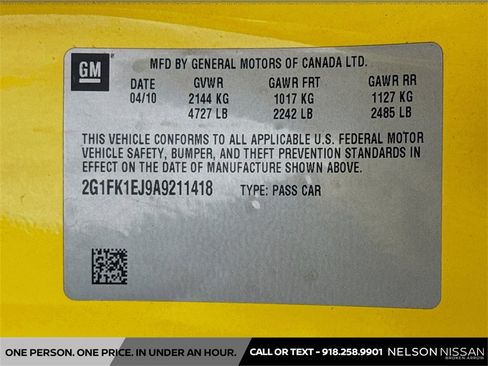 GM
MFD BY GENERAL MOTORS OF CANADA LTD.
DATE GVWR GAWR FRT GAWR RR
04/10 2144 KG 1017 KG 1127 KG
4727 LB 2242 LB 2485 LB
THIS VEHICLE CONFORMS TO ALL APPLICABLE U.S. FEDERAL MOTOR
VEHICLE SAFETY, BUMPER, AND THEFT PREVENTION STANDARDS IN
EFFECT ON THE DATE OF MANUFACTURE SHOWN ABOVE.
2G1FK1EJ9A9211418 TYPE: PASS CAR
ONE PERSON. ONE PRICE. IN UNDER AN HOUR. CALL OR TEXT - 918.258.9901 NELSON NISSAN
BROKEN ARROW